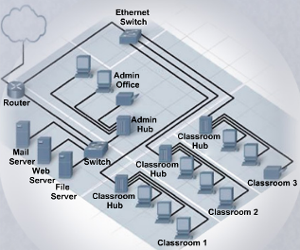 Ethernet
Switch
Router
Admin
Office
Admin
Hub
Mail
Server
Web
Server
File
Server
Switch
Classroom
Hub
Classroom
Hub
Classroom
Hub
Classroom 3
Classroom 2
Classroom 1